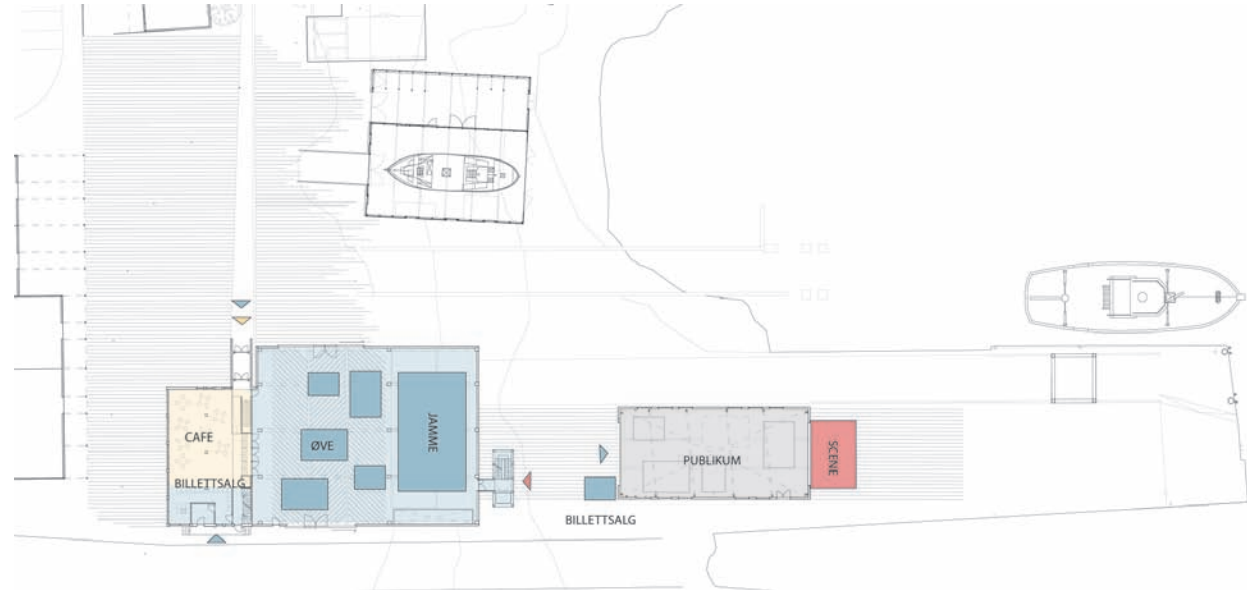 CAFE
BILLETTSALG
ØVE
JAMME
BILLETTSALG
PUBLIKUM
SCENE